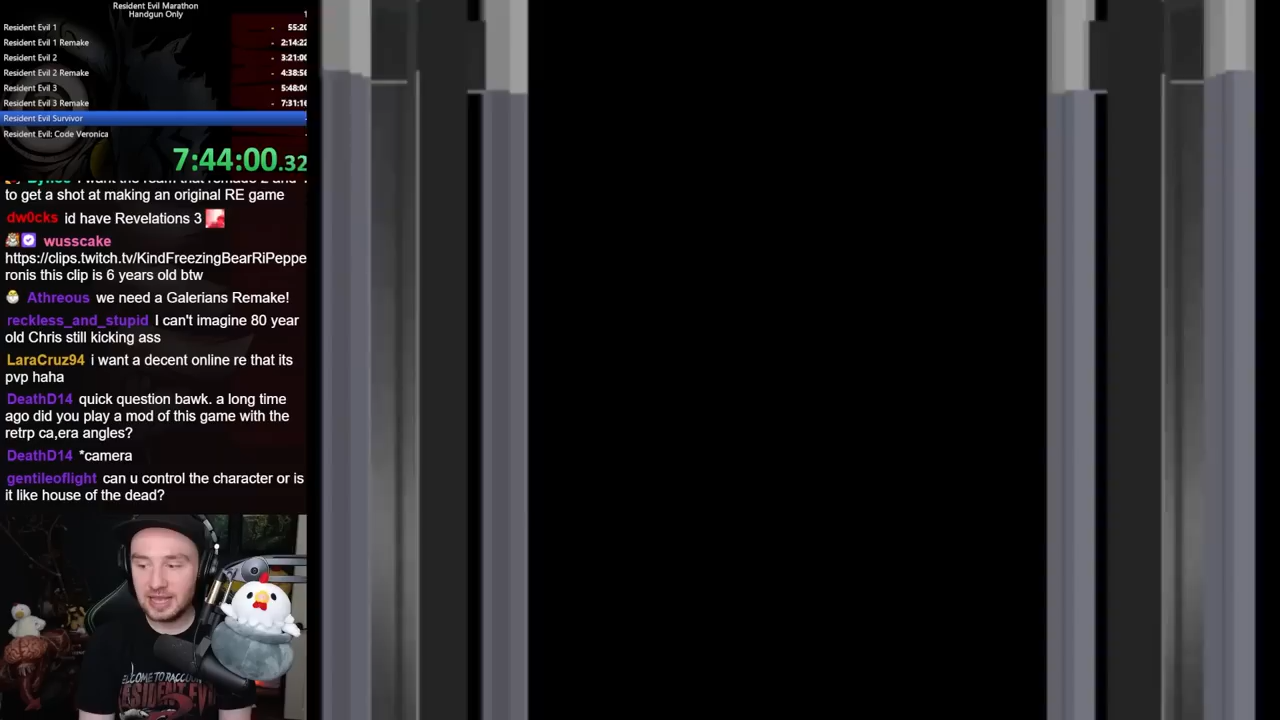 Resident Evil Marathon
Handgun Only
Resident Evil 1 - 55:20
Resident Evil 1 Remake - 2:14:22
Resident Evil 2 - 3:21:00
Resident Evil 2 Remake - 4:38:56
Resident Evil 3 - 5:48:04
Resident Evil 3 Remake - 7:31:16
Resident Evil Survivor -
Resident Evil: Code Veronica -
7:44:00.32
to get a shot at making an original RE game
dw0cks id have Revelations 3
wusscake
https://clips.twitch.tv/KindFreezingBearRiPeppe
ronis this clip is 6 years old btw
Athreous we need a Galerians Remake!
reckless_and_stupid I can't imagine 80 year
old Chris still kicking ass
LaraCruz94 i want a decent online re that its
pvp haha
DeathD14 quick question bawk. a long time
ago did you play a mod of this game with the
retrp ca,era angles?
DeathD14 *camera
gentileoflight can u control the character or is
it like house of the dead?